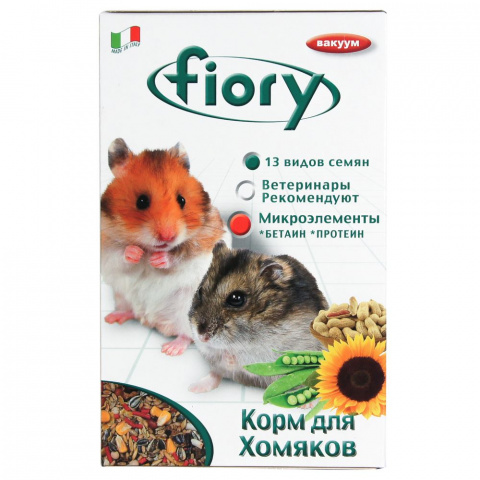 вакуум
MADE IN ITALY
fiory
13 видов семян
Ветеринары
Рекомендуют
Микроэлементы
*БЕТАИН *ПРОТЕИН
Корм для
Хомяков